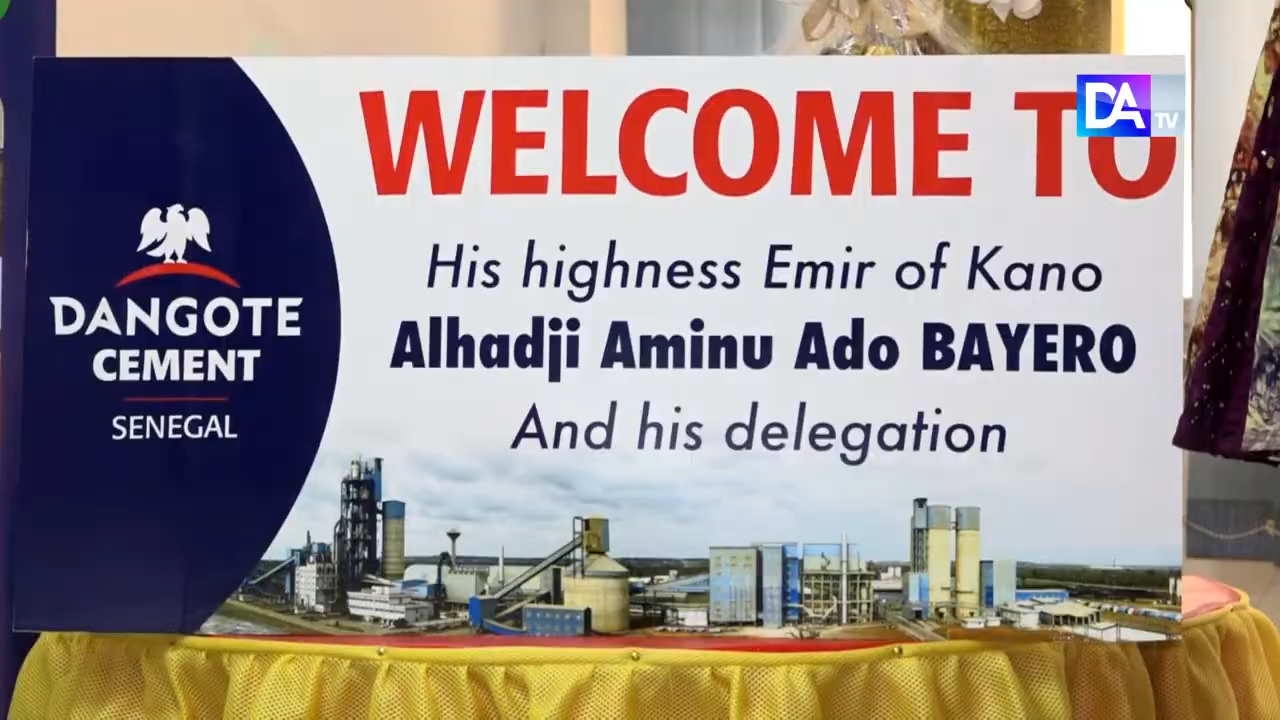 WELCOME TO
His highness Emir of Kano
Alhadji Aminu Ado BAYERO
And his delegation
DANGOTE
CEMENT
SENEGAL
DA TV